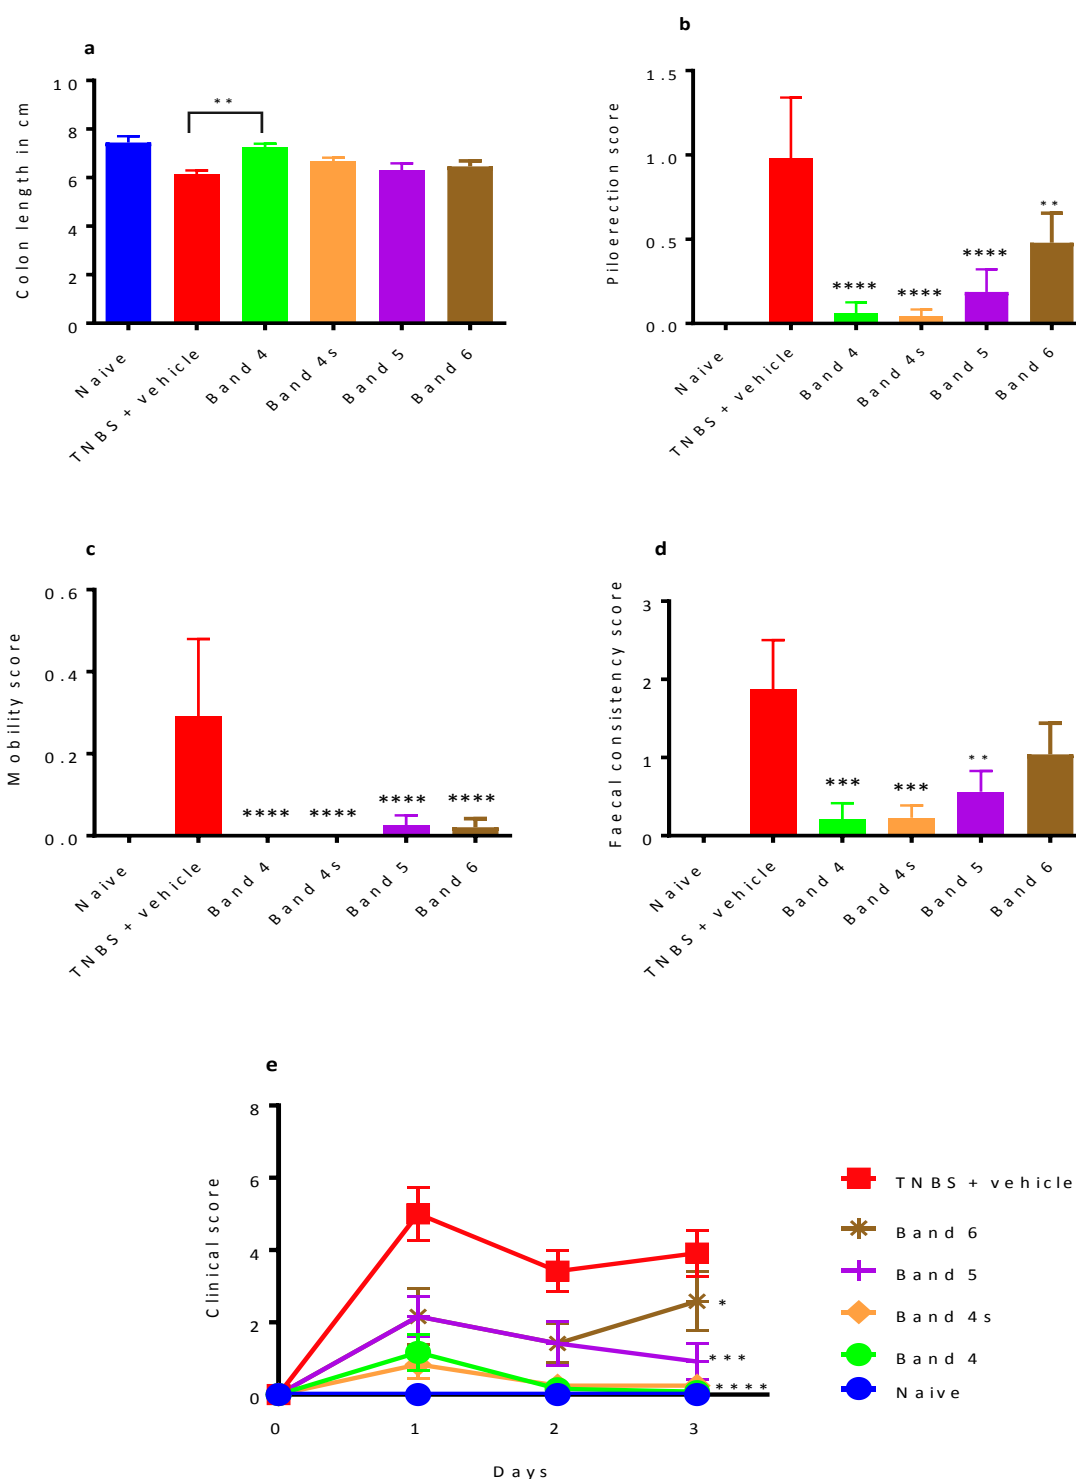 a
Colon length in cm
10
8
6
4
2
0
**
Naive
TNBS + vehicle
Band 4
Band 4s
Band 5
Band 6
b
Piloerection score
1.5
1.0
0.5
0.0
****
****
****
**
Naive
TNBS + vehicle
Band 4
Band 4s
Band 5
Band 6
c
Mobility score
0.6
0.4
0.2
0.0
****
****
****
****
Naive
TNBS + vehicle
Band 4
Band 4s
Band 5
Band 6
d
Faecal consistency score
3
2
1
0
***
***
**
Naive
TNBS + vehicle
Band 4
Band 4s
Band 5
Band 6
e
Clinical score
8
6
4
2
0
0
1
2
3
Days
*
***
****
TNBS + vehicle
Band 6
Band 5
Band 4s
Band 4
Naive